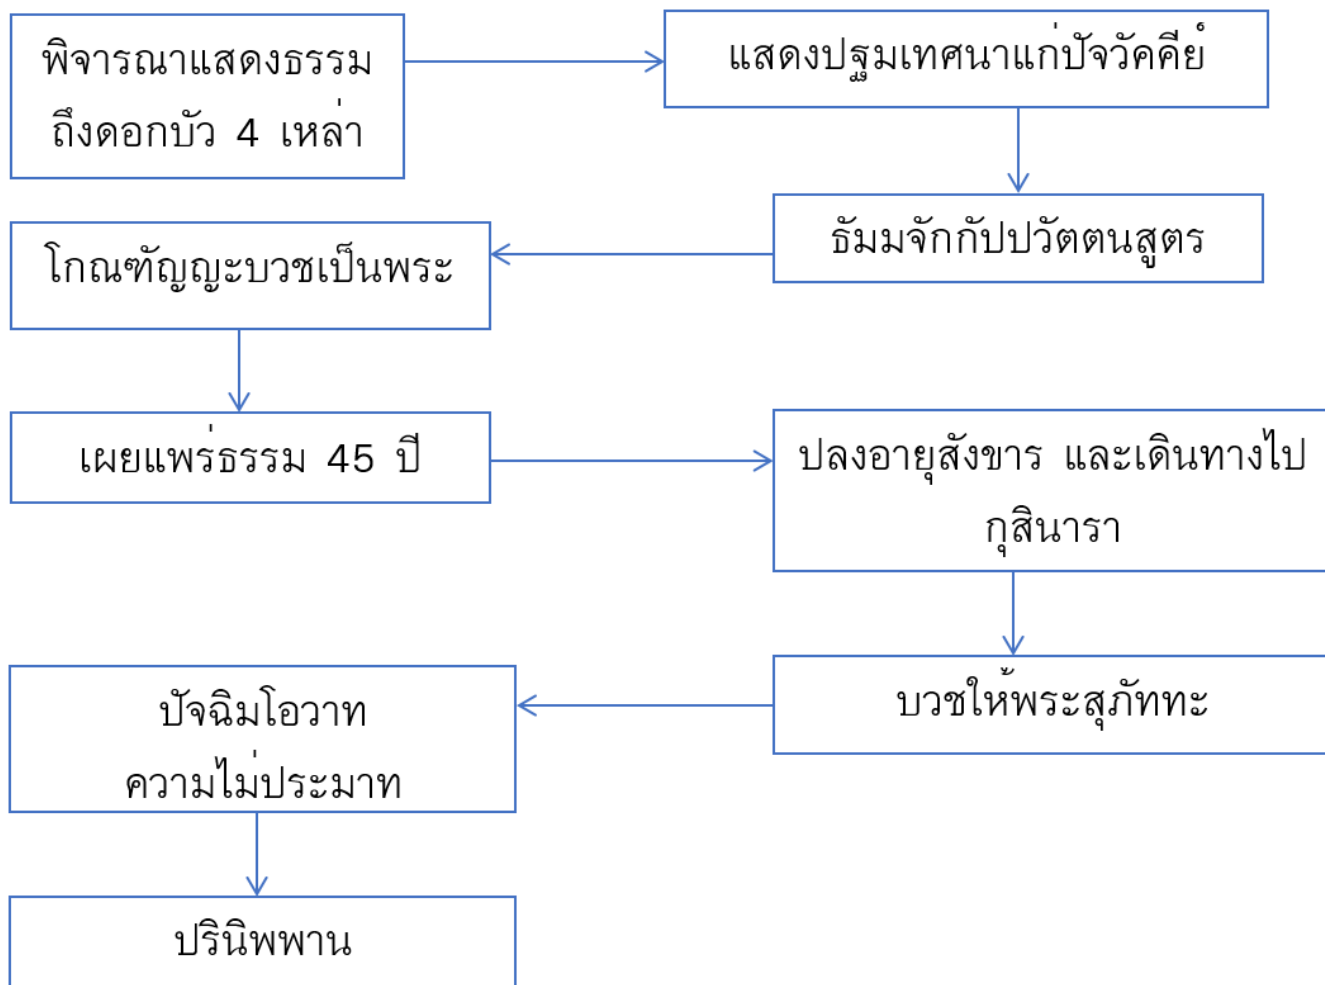 พิจารณาแสดงธรรม
ถึงดอกบัว 4 เหล่า
แสดงปฐมเทศนาแก่ปัจวัคคีย์
ธัมมจักกัปปวัตตนสูตร
โกณฑัญญะบวชเป็นพระ
เผยแพร่ธรรม 45 ปี
ปลงอายุสังขาร และเดินทางไป
กุสินารา
บวชให้พระสุภัททะ
ปัจฉิมโอวาท
ความไม่ประมาท
ปรินิพพาน